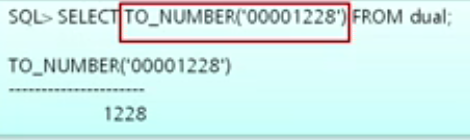 SQL> SELECT TO_NUMBER('00001228') FROM dual;
TO_NUMBER('00001228')
---------------------
1228